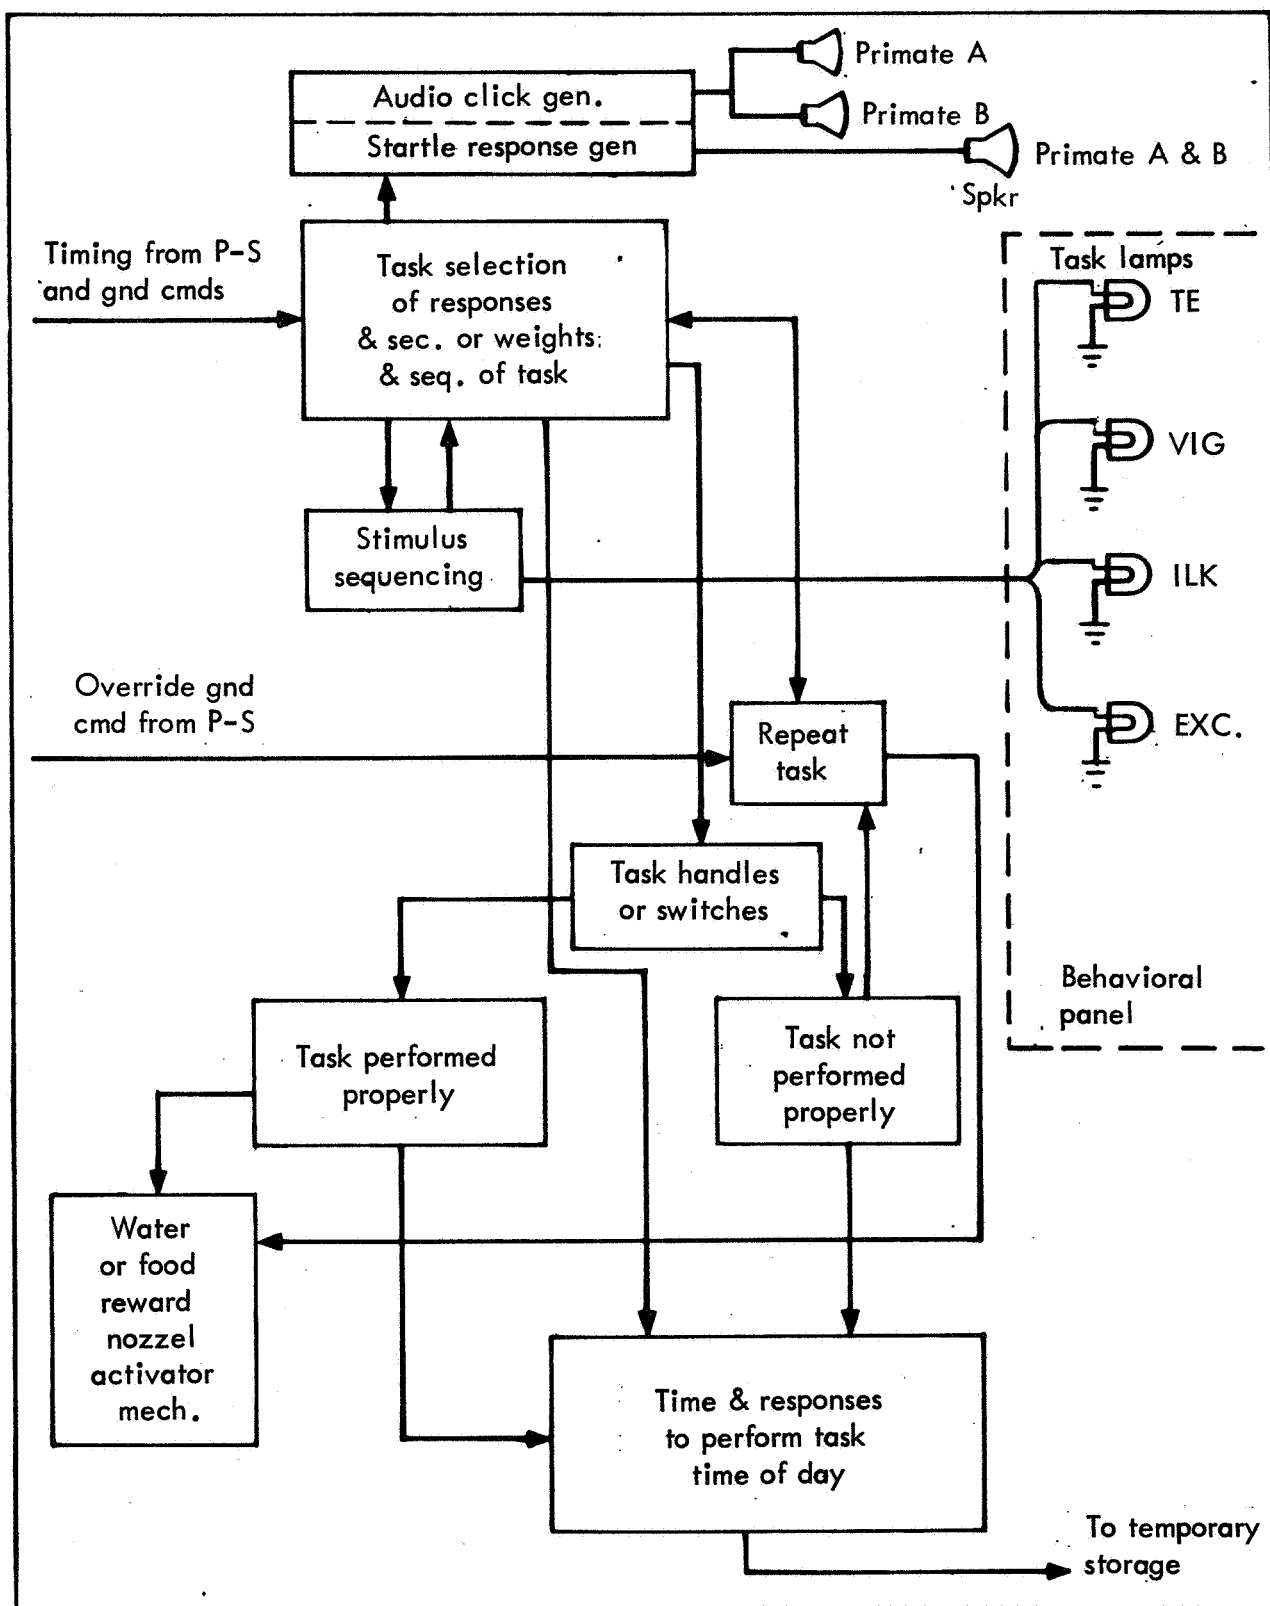 Audio click gen.
Startle response gen
Primate A
Primate B
Primate A & B
Spkr
Timing from P-S
and gnd cmds
Task selection
of responses
& sec. or weights:
& seq. of task
Task lamps
TE
VIG
ILK
EXC.
Stimulus
sequencing
Override gnd
cmd from P-S
Repeat
task
Task handles
or switches
Behavioral
panel
Task performed
properly
Task not
performed
properly
Water
or food
reward
nozzel
activator
mech.
Time & responses
to perform task
time of day
To temporary
storage